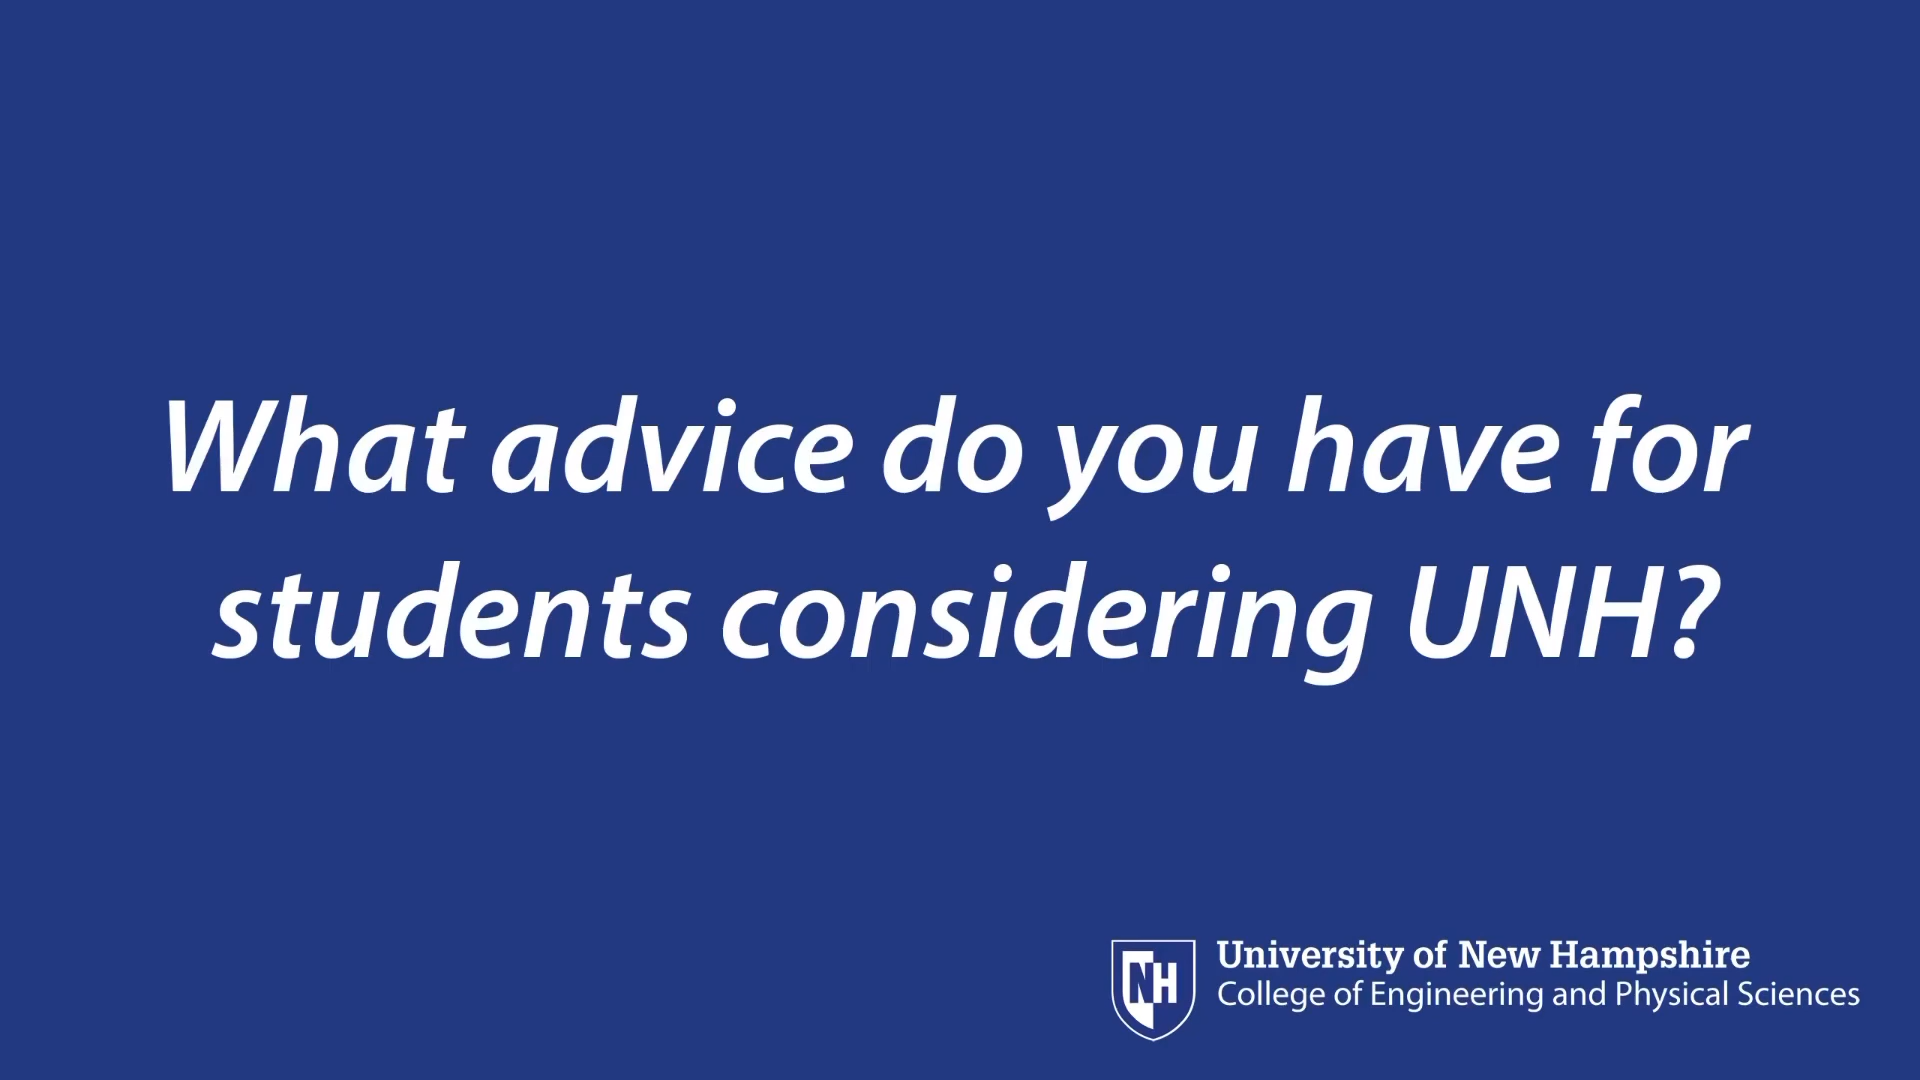 What advice do you have for
students considering UNH?
NH
University of New Hampshire
College of Engineering and Physical Sciences